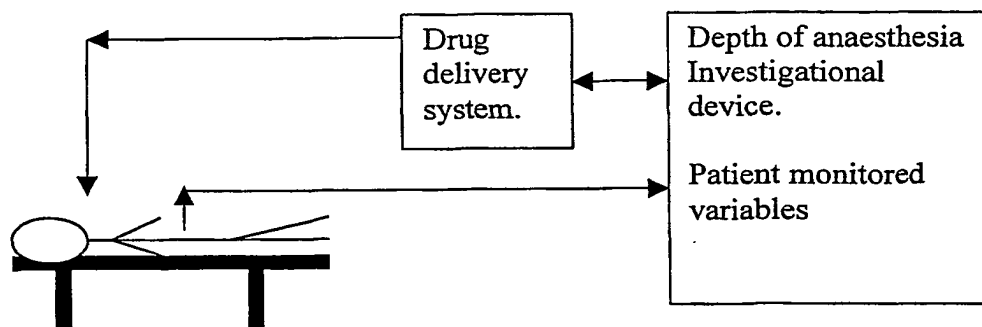 Drug
delivery
system.
Depth of anaesthesia
Investigational
device.
Patient monitored
variables